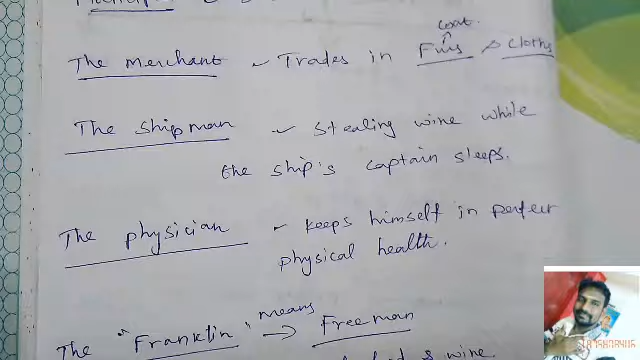 coat.
The Merchant ~ Trades in Furs & Cloths
The shipman ~ stealing wine while
the ship's captain sleeps.
The physician ~ keeps himself in perfect
physical health.
The "Franklin" means → Freeman
& wine.